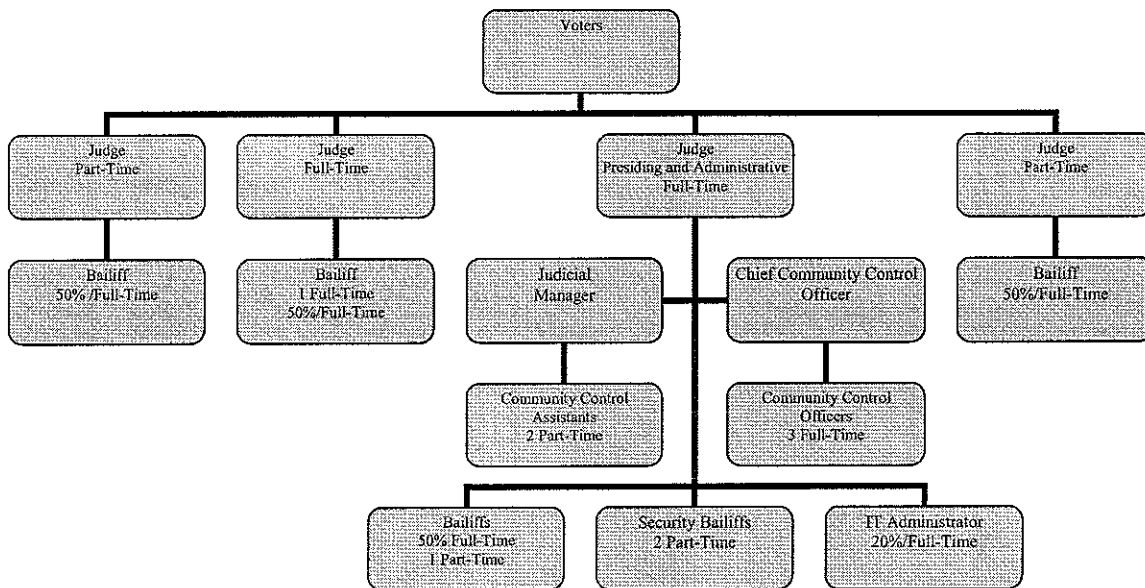 Voters
Judge
Part-Time
Judge
Full-Time
Judge
Presiding and Administrative
Full-Time
Judge
Part-Time
Bailiff
50% /Full-Time
Bailiff
1 Full-Time
50%/Full-Time
Judicial
Manager
Chief Community Control
Officer
Bailiff
50%/Full-Time
Community Control
Assistants
2 Part-Time
Community Control
Officers
3 Full-Time
Bailiffs
50% Full-Time
1 Part-Time
Security Bailiffs
2 Part-Time
IT Administrator
20%/Full-Time